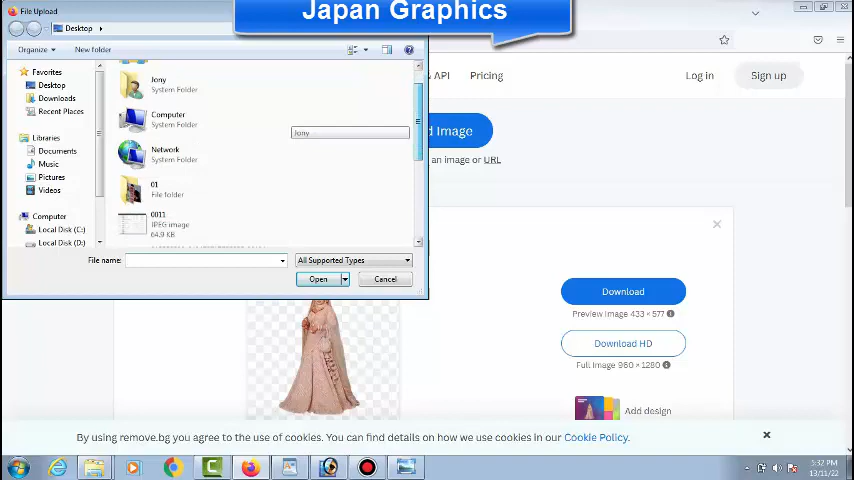 File Upload
Japan Graphics
Desktop
Organize
New folder
Favorites
Desktop
Downloads
Recent Places
Libraries
Documents
Music
Pictures
Videos
Computer
Local Disk (C:)
Local Disk (D:)
Jony
System Folder
Computer
System Folder
Network
System Folder
01
File folder
0011
JPEG image
64.9 KB
Jony
File name:
All Supported Types
Open
Cancel
& API
Pricing
Log in
Sign up
d Image
an image or URL
Download
Preview Image 433 × 577
Download HD
Full Image 960 × 1280
Add design
By using remove.bg you agree to the use of cookies. You can find details on how we use cookies in our Cookie Policy.
5:32 PM
13/11/22